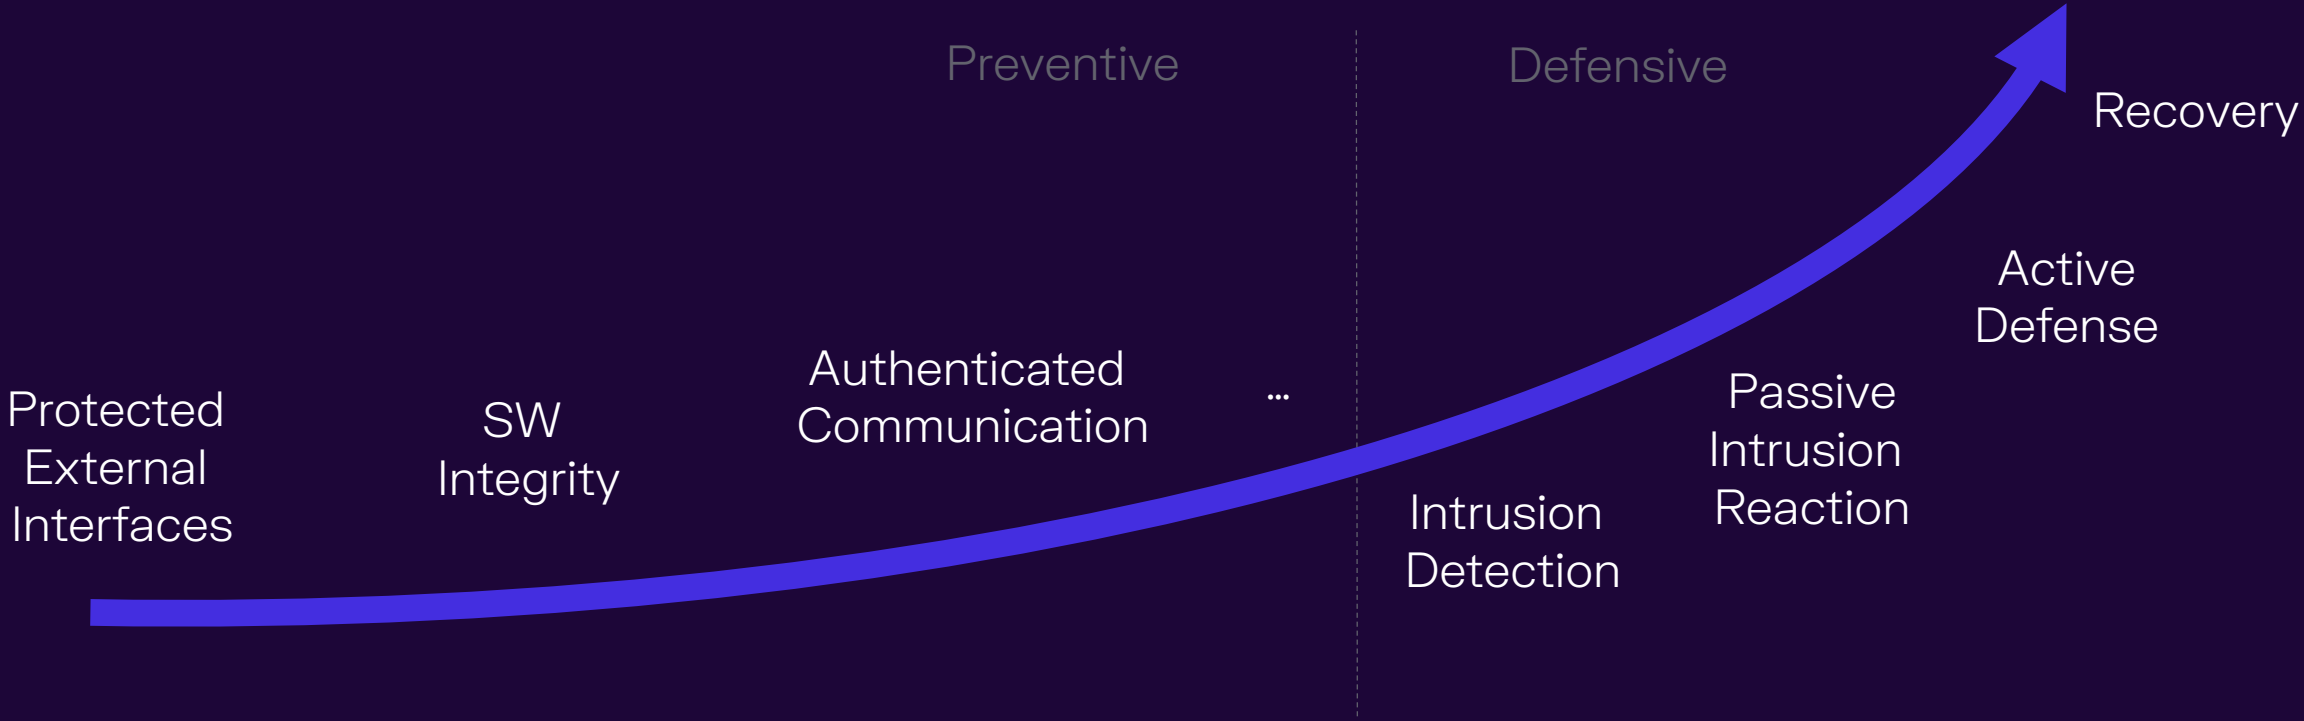 Preventive
Defensive
Recovery
Active
Defense
Authenticated
Communication
...
Passive
Intrusion
Reaction
Protected
External
Interfaces
SW
Integrity
Intrusion
Detection